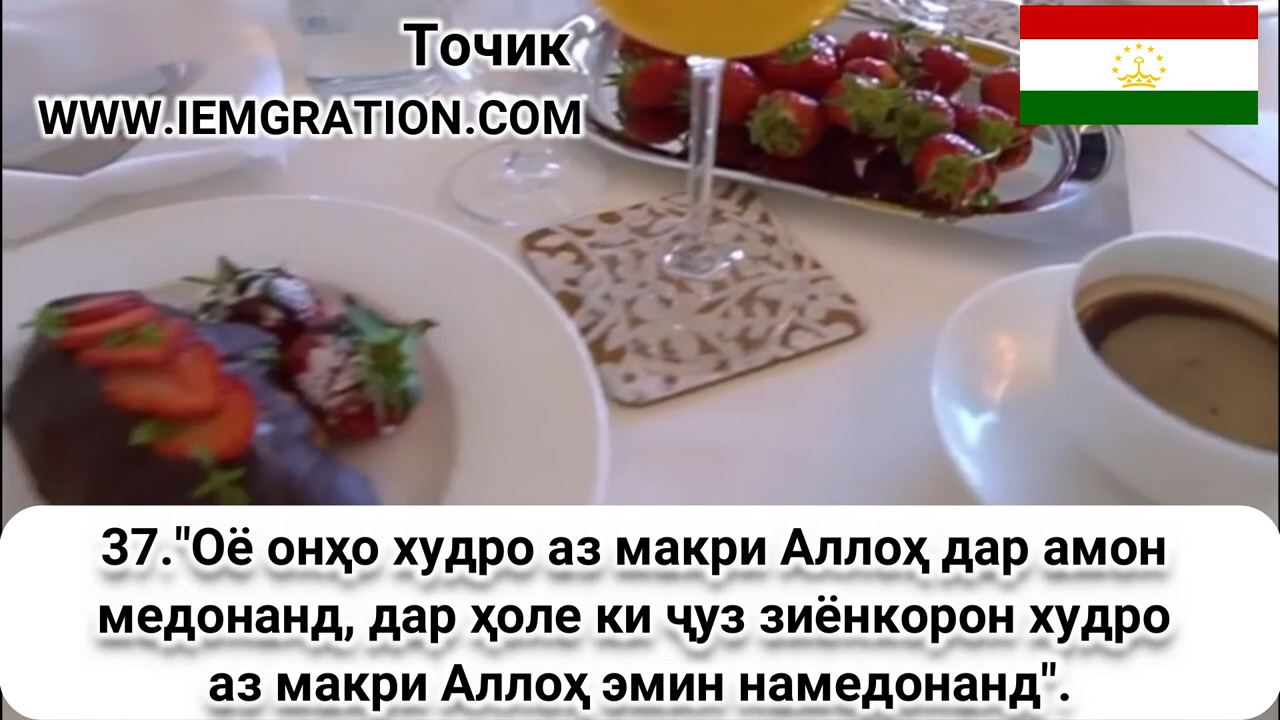 Точик
WWW.IEMGRATION.COM
37."Оё онҳо худро аз макри Аллоҳ дар амон
медонанд, дар ҳоле ки ҷуз зиёнкорон худро
аз макри Аллоҳ эмин намедонанд".